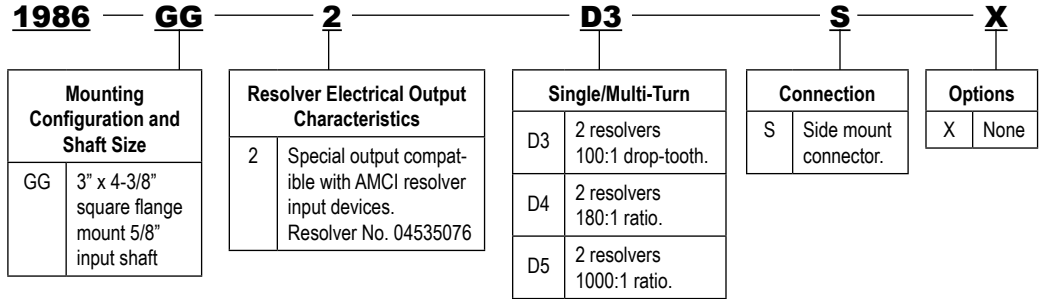 1986 GG 2 D3 S X
Mounting
Configuration and
Shaft Size
GG 3” x 4-3/8”
square flange
mount 5/8”
input shaft
Resolver Electrical Output
Characteristics
2 Special output compat-
ible with AMCI resolver
input devices.
Resolver No. 04535076
Single/Multi-Turn
D3 2 resolvers
100:1 drop-tooth.
D4 2 resolvers
180:1 ratio.
D5 2 resolvers
1000:1 ratio.
Connection
S Side mount
connector.
Options
X None